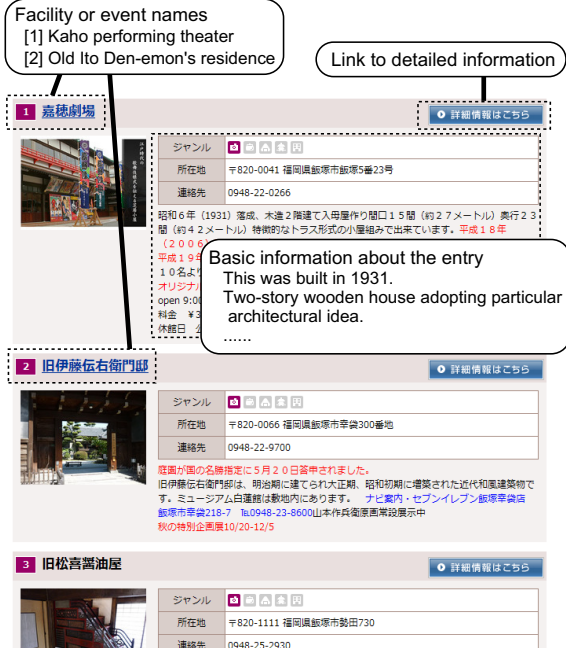 Facility or event names
[1] Kaho performing theater
[2] Old Ito Den-emon's residence
Link to detailed information
1 嘉穂劇場
詳細情報はこちら
ジャンル
所在地 〒820-0041 福岡県飯塚市飯塚5番23号
連絡先 0948-22-0266
昭和6年（1931）落成、木造2階建て入母屋作り間口15間（約27メートル）奥行23
間（約42メートル）特徴的なトラス形式の小屋組みで出来ています。平成18年
（2006）
平成19年
10名より
オリジナル
open 9:00
料金 ¥3
休館日
Basic information about the entry
This was built in 1931.
Two-story wooden house adopting particular
architectural idea.
......
2 旧伊藤伝右衛門邸
詳細情報はこちら
ジャンル
所在地 〒820-0066 福岡県飯塚市幸袋300番地
連絡先 0948-22-9700
庭園が国の名勝指定に5月20日答申されました。
旧伊藤伝右衛門邸は、明治期に建てられ大正期、昭和初期に増築された近代和風建築物で
す。ミュージアム白蓮館は敷地内にあります。 ナビ案内・セブンイレブン飯塚幸袋店
飯塚市幸袋218-7 ℡0948-23-8600山本作兵衛原画常設展示中
秋の特別企画展10/20-12/5
3 旧松喜醤油屋
詳細情報はこちら
ジャンル
所在地 〒820-1111 福岡県飯塚市勢田730
連絡先 0948-25-2930